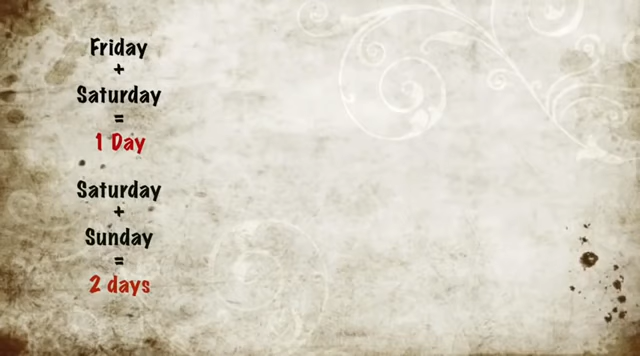 Friday
+
Saturday
=
1 Day
Saturday
+
Sunday
=
2 days